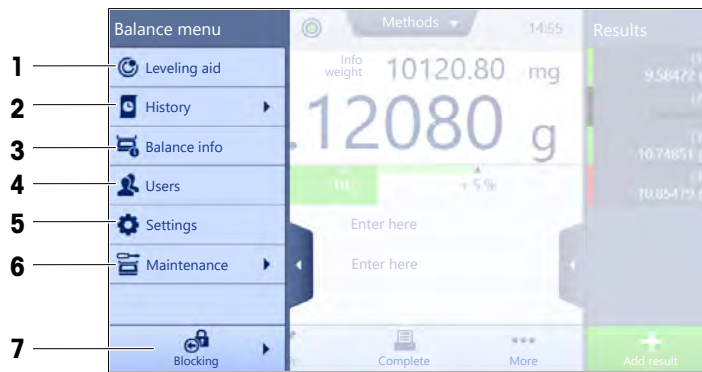 Balance menu
Methods
14:55
Results
1
Leveling aid
2
History
3
Balance info
4
Users
5
Settings
6
Maintenance
7
Blocking
Info
weight
10120.80 mg
.12080 g
+ 5 %
Enter here
Enter here
Complete
More
9.58472
10.74851
10.85479
Add result